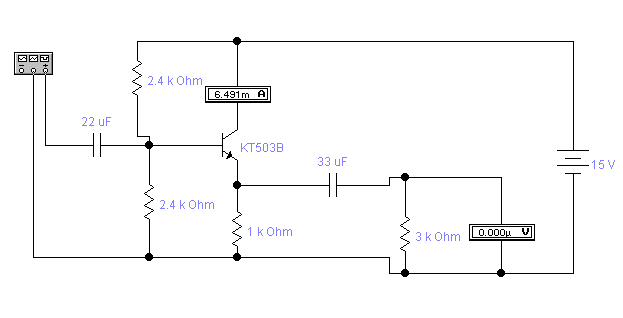 2.4 k Ohm
6.491m A
22 uF
KT503B
33 uF
15 V
2.4 k Ohm
1 k Ohm
3 k Ohm
0.000µ V